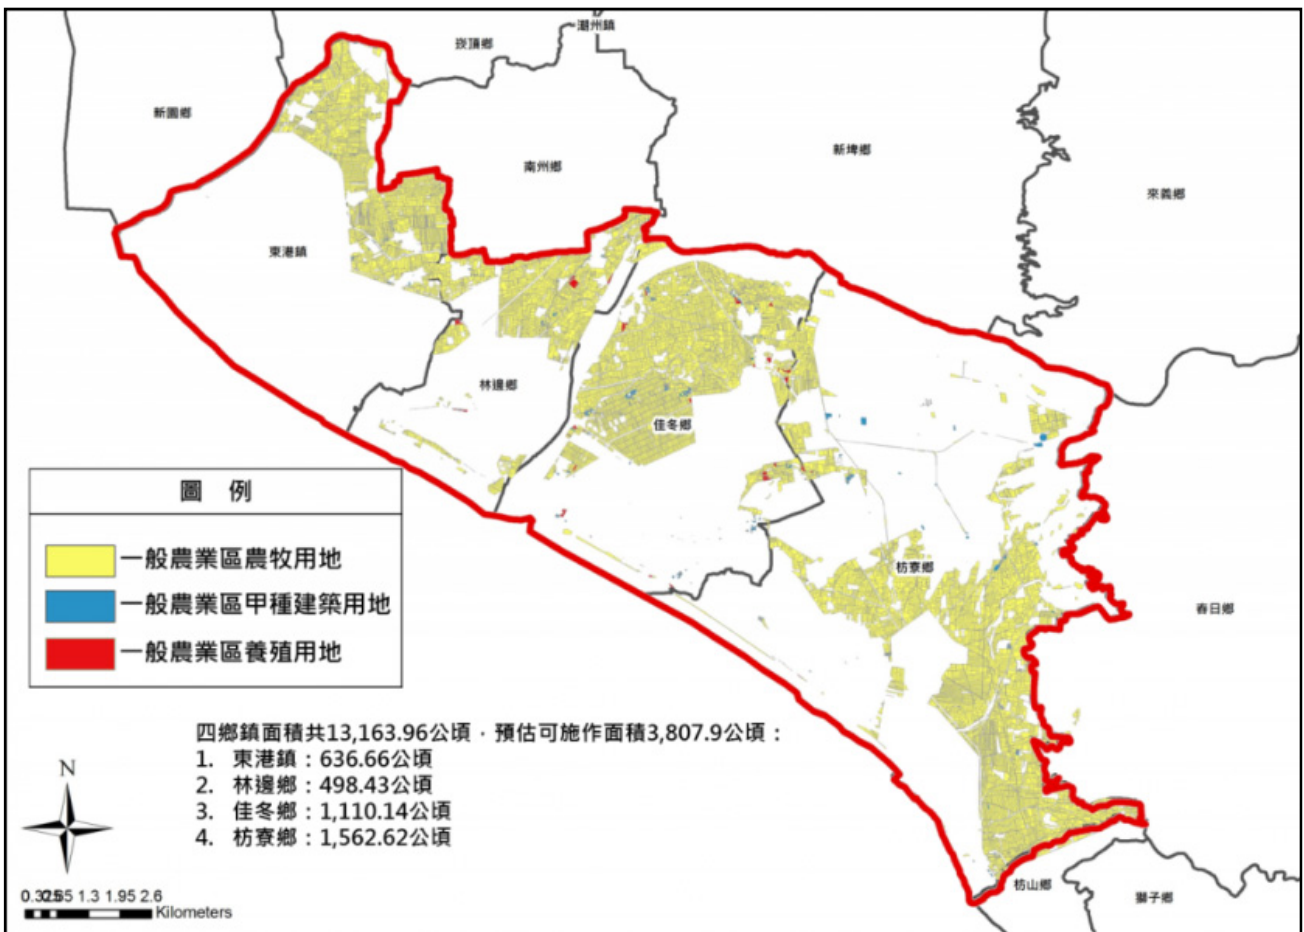 潮州鎮
崁頂鄉
新園鄉
南州鄉
新埤鄉
來義鄉
東港鎮
林邊鄉
佳冬鄉
枋寮鄉
春日鄉
圖 例
一般農業區農牧用地
一般農業區甲種建築用地
一般農業區養殖用地
四鄉鎮面積共13,163.96公頃，預估可施作面積3,807.9公頃：
1. 東港鎮：636.66公頃
2. 林邊鄉：498.43公頃
3. 佳冬鄉：1,110.14公頃
4. 枋寮鄉：1,562.62公頃
N
1.3 1.95 2.6
Kilometers
枋山鄉
獅子鄉